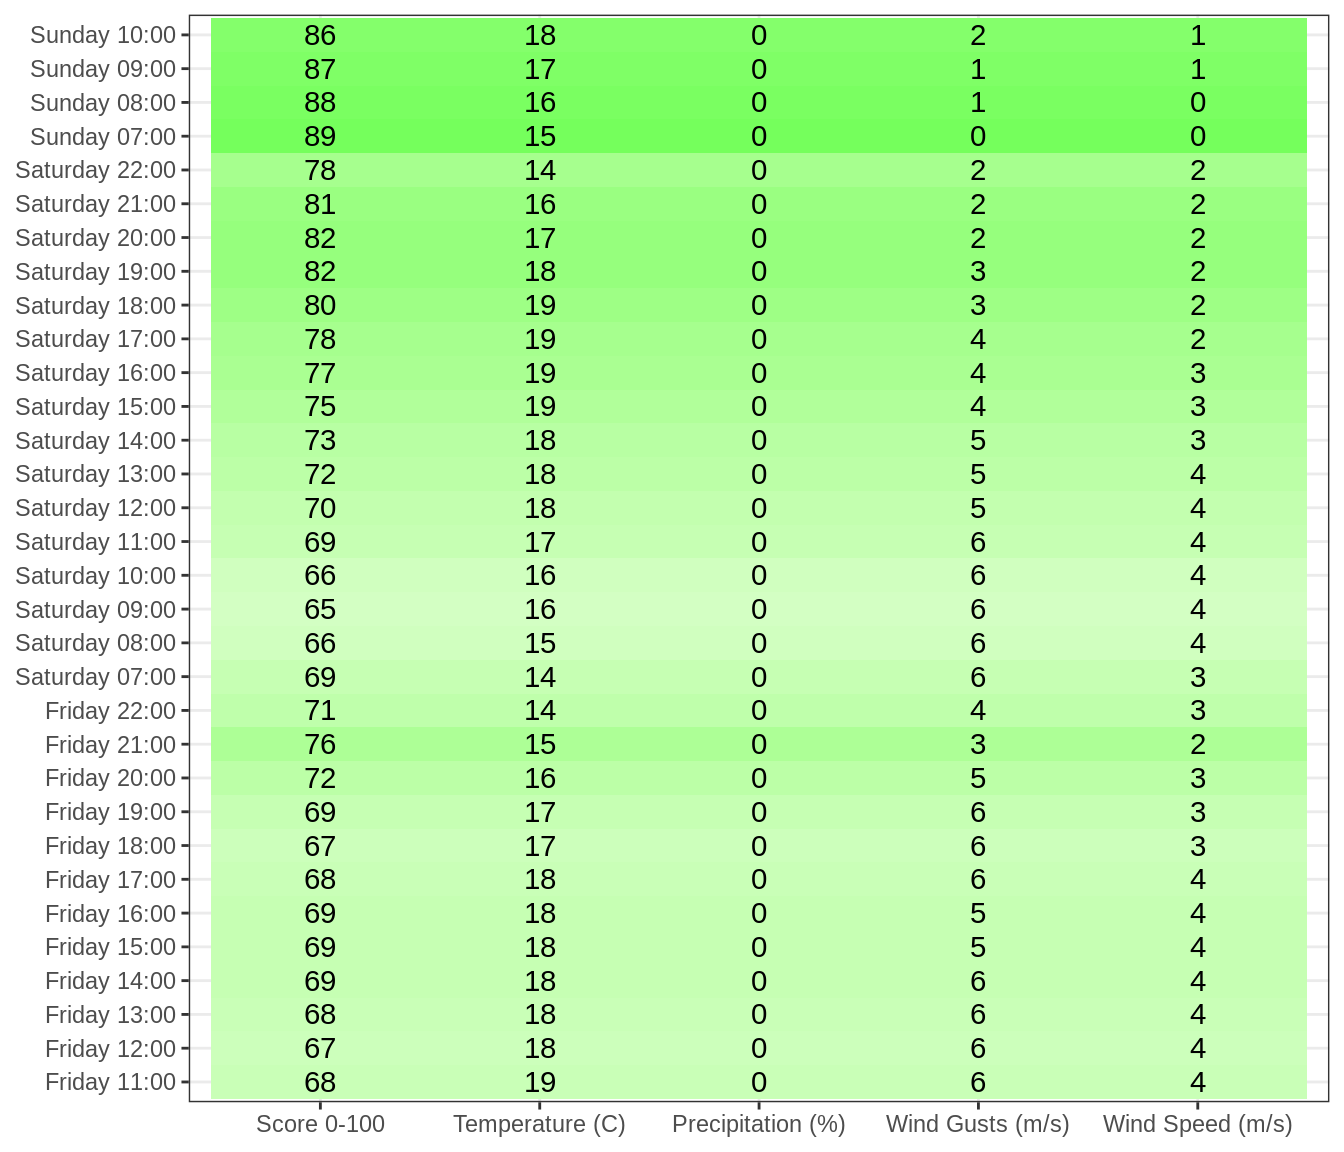 Sunday 10:00 86 18 0 2 1
Sunday 09:00 87 17 0 1 1
Sunday 08:00 88 16 0 1 0
Sunday 07:00 89 15 0 0 0
Saturday 22:00 78 14 0 2 2
Saturday 21:00 81 16 0 2 2
Saturday 20:00 82 17 0 2 2
Saturday 19:00 82 18 0 3 2
Saturday 18:00 80 19 0 3 2
Saturday 17:00 78 19 0 4 2
Saturday 16:00 77 19 0 4 3
Saturday 15:00 75 19 0 4 3
Saturday 14:00 73 18 0 5 3
Saturday 13:00 72 18 0 5 4
Saturday 12:00 70 18 0 5 4
Saturday 11:00 69 17 0 6 4
Saturday 10:00 66 16 0 6 4
Saturday 09:00 65 16 0 6 4
Saturday 08:00 66 15 0 6 4
Saturday 07:00 69 14 0 6 3
Friday 22:00 71 14 0 4 3
Friday 21:00 76 15 0 3 2
Friday 20:00 72 16 0 5 3
Friday 19:00 69 17 0 6 3
Friday 18:00 67 17 0 6 3
Friday 17:00 68 18 0 6 4
Friday 16:00 69 18 0 5 4
Friday 15:00 69 18 0 5 4
Friday 14:00 69 18 0 6 4
Friday 13:00 68 18 0 6 4
Friday 12:00 67 18 0 6 4
Friday 11:00 68 19 0 6 4
Score 0-100 Temperature (C) Precipitation (%) Wind Gusts (m/s) Wind Speed (m/s)